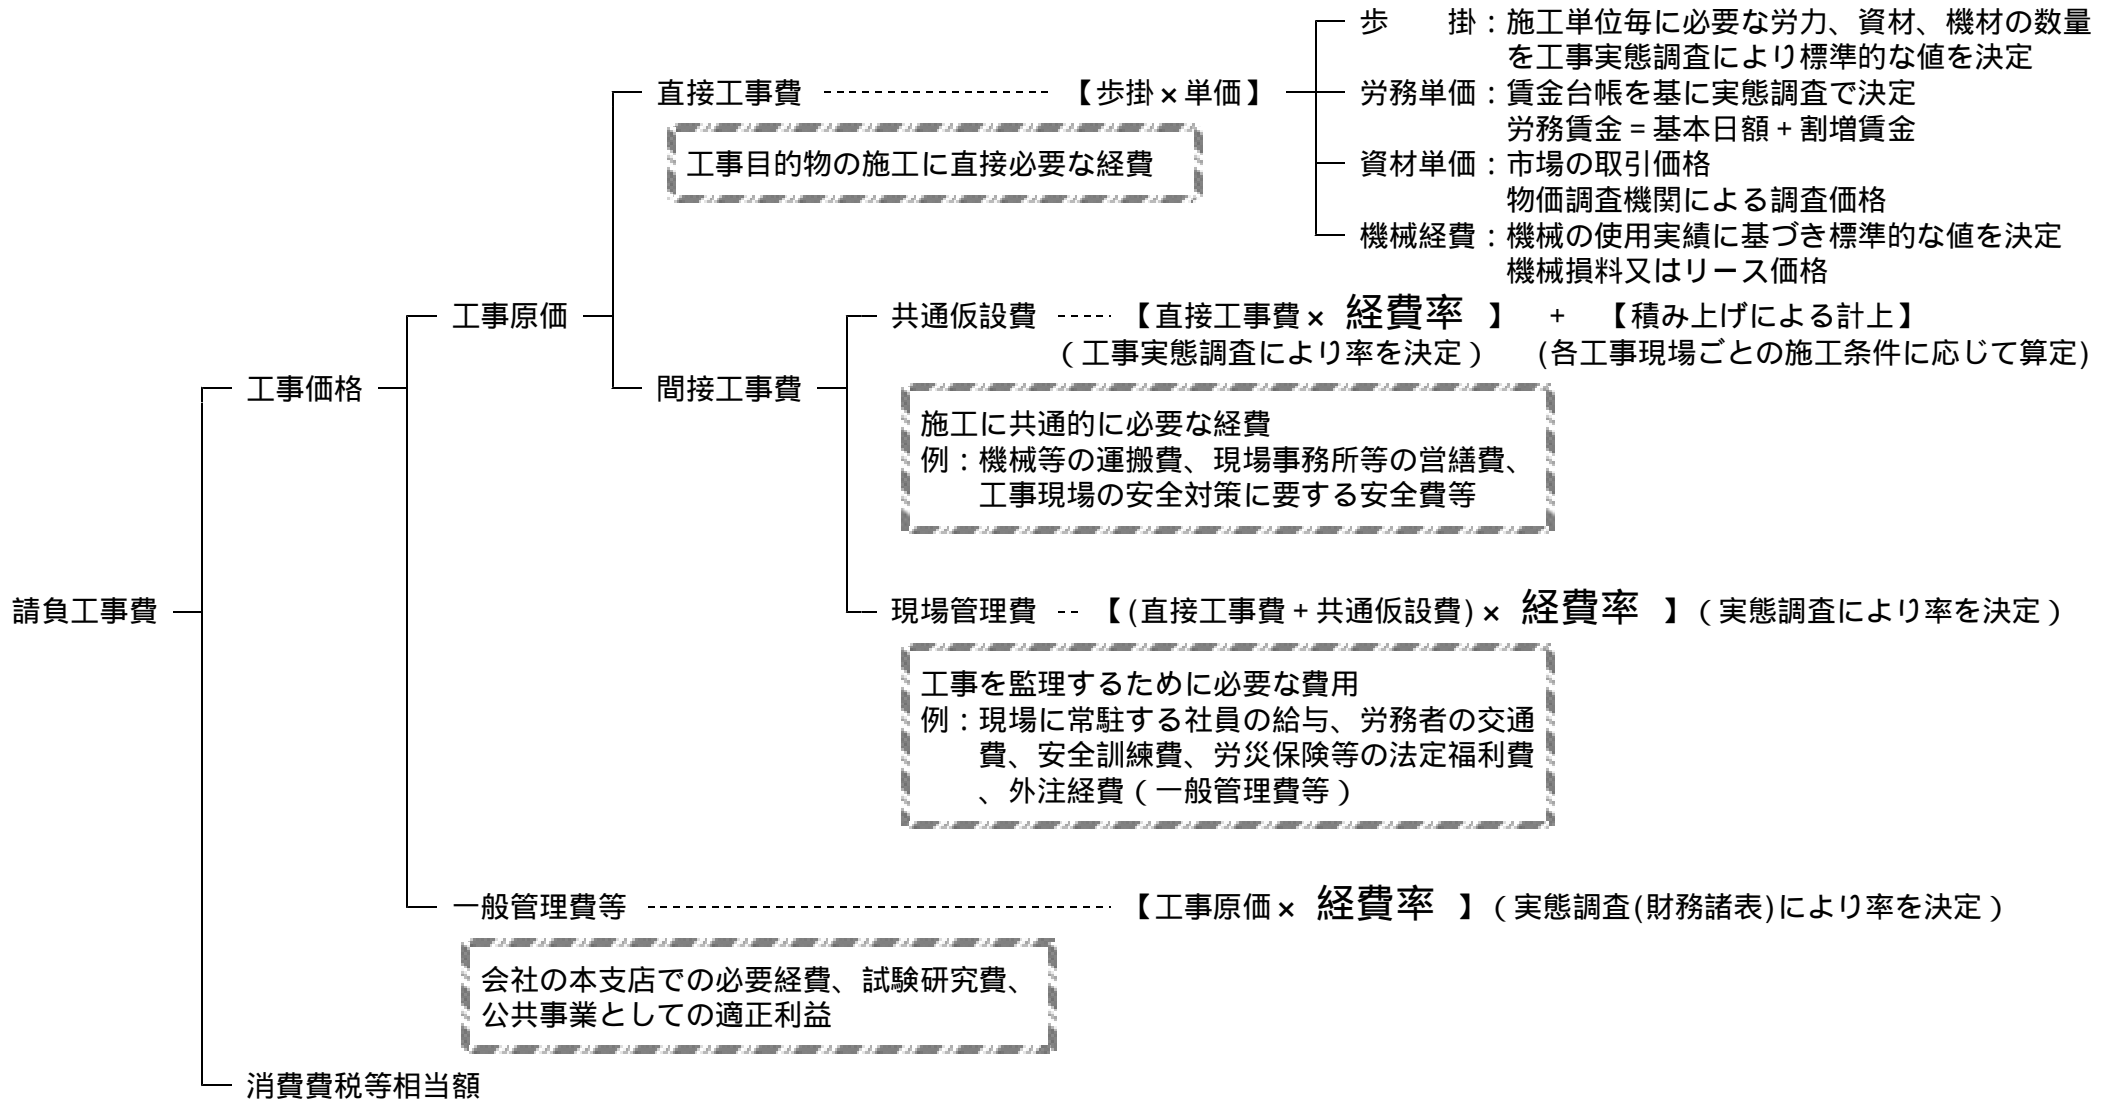 歩　　掛：施工単位毎に必要な労力、資材、機材の数量
を工事実態調査により標準的な値を決定
直接工事費 【歩掛×単価】 労務単価：賃金台帳を基に実態調査で決定
労務賃金=基本日額+割増賃金
工事目的物の施工に直接必要な経費
資材単価：市場の取引価格
物価調査機関による調査価格
機械経費：機械の使用実績に基づき標準的な値を決定
機械損料又はリース価格
工事原価
共通仮設費 【直接工事費× 経費率 】 + 【積み上げによる計上】
（工事実態調査により率を決定） (各工事現場ごとの施工条件に応じて算定)
工事価格
間接工事費
施工に共通的に必要な経費
例：機械等の運搬費、現場事務所等の営繕費、
工事現場の安全対策に要する安全費等
請負工事費
現場管理費 【(直接工事費+共通仮設費)× 経費率 】（実態調査により率を決定）
工事を監理するために必要な費用
例：現場に常駐する社員の給与、労務者の交通
費、安全訓練費、労災保険等の法定福利費
、外注経費（一般管理費等）
一般管理費等 【工事原価× 経費率 】（実態調査(財務諸表)により率を決定）
会社の本支店での必要経費、試験研究費、
公共事業としての適正利益
消費費税等相当額